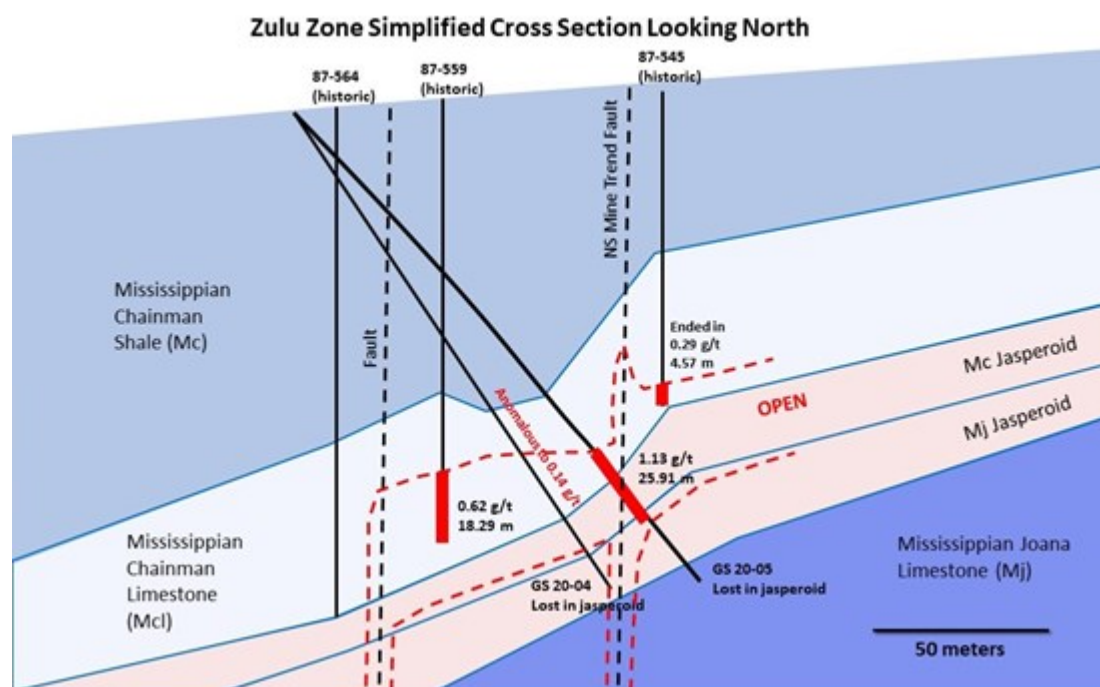 Zulu Zone Simplified Cross Section Looking North
87-564
(historic)
87-559
(historic)
87-545
(historic)
NS Mine Trend Fault
Mississippian
Chainman
Shale (Mc)
Fault
Ended in
0.29 g/t
4.57 m
Mc Jasperoid
OPEN
Mj Jasperoid
Anomalous to 0.14 g/t
1.13 g/t
25.91 m
0.62 g/t
18.29 m
Mississippian
Chainman
Limestone
(Mcl)
GS 20-04
Lost in jasperoid
GS 20-05
Lost in jasperoid
Mississippian Joana
Limestone (Mj)
50 meters